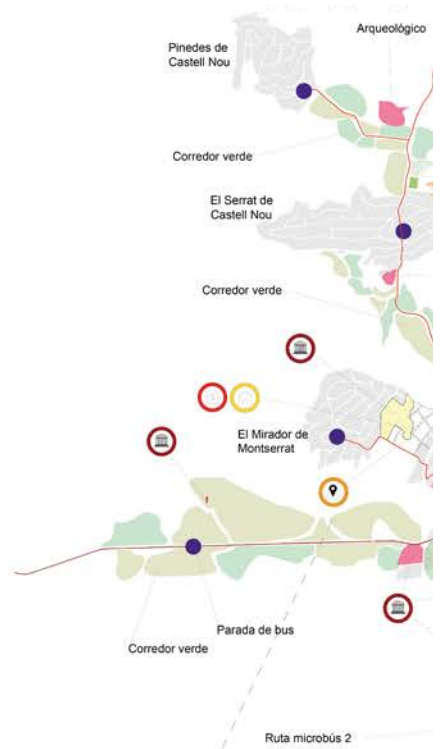 Arqueológico
Pinedes de
Castell Nou
Corredor verde
El Serrat de
Castell Nou
Corredor verde
El Mirador de
Montserrat
Parada de bus
Corredor verde
Ruta microbús 2